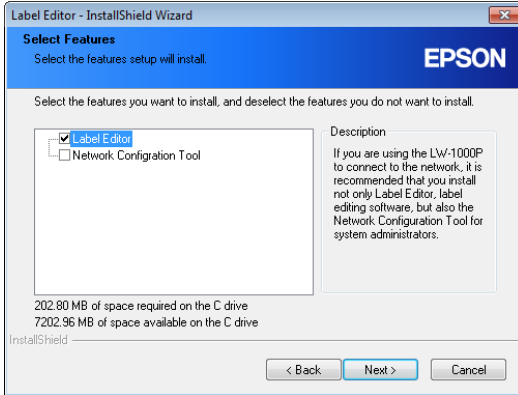 Label Editor - InstallShield Wizard
Select Features
Select the features setup will install.
EPSON
Select the features you want to install, and deselect the features you do not want to install.
Label Editor
Network Configration Tool
Description
If you are using the LW-1000P
to connect to the network, it is
recommended that you install
not only Label Editor, label
editing software, but also the
Network Configuration Tool for
system administrators.
202.80 MB of space required on the C drive
7202.96 MB of space available on the C drive
InstallShield
< Back
Next >
Cancel